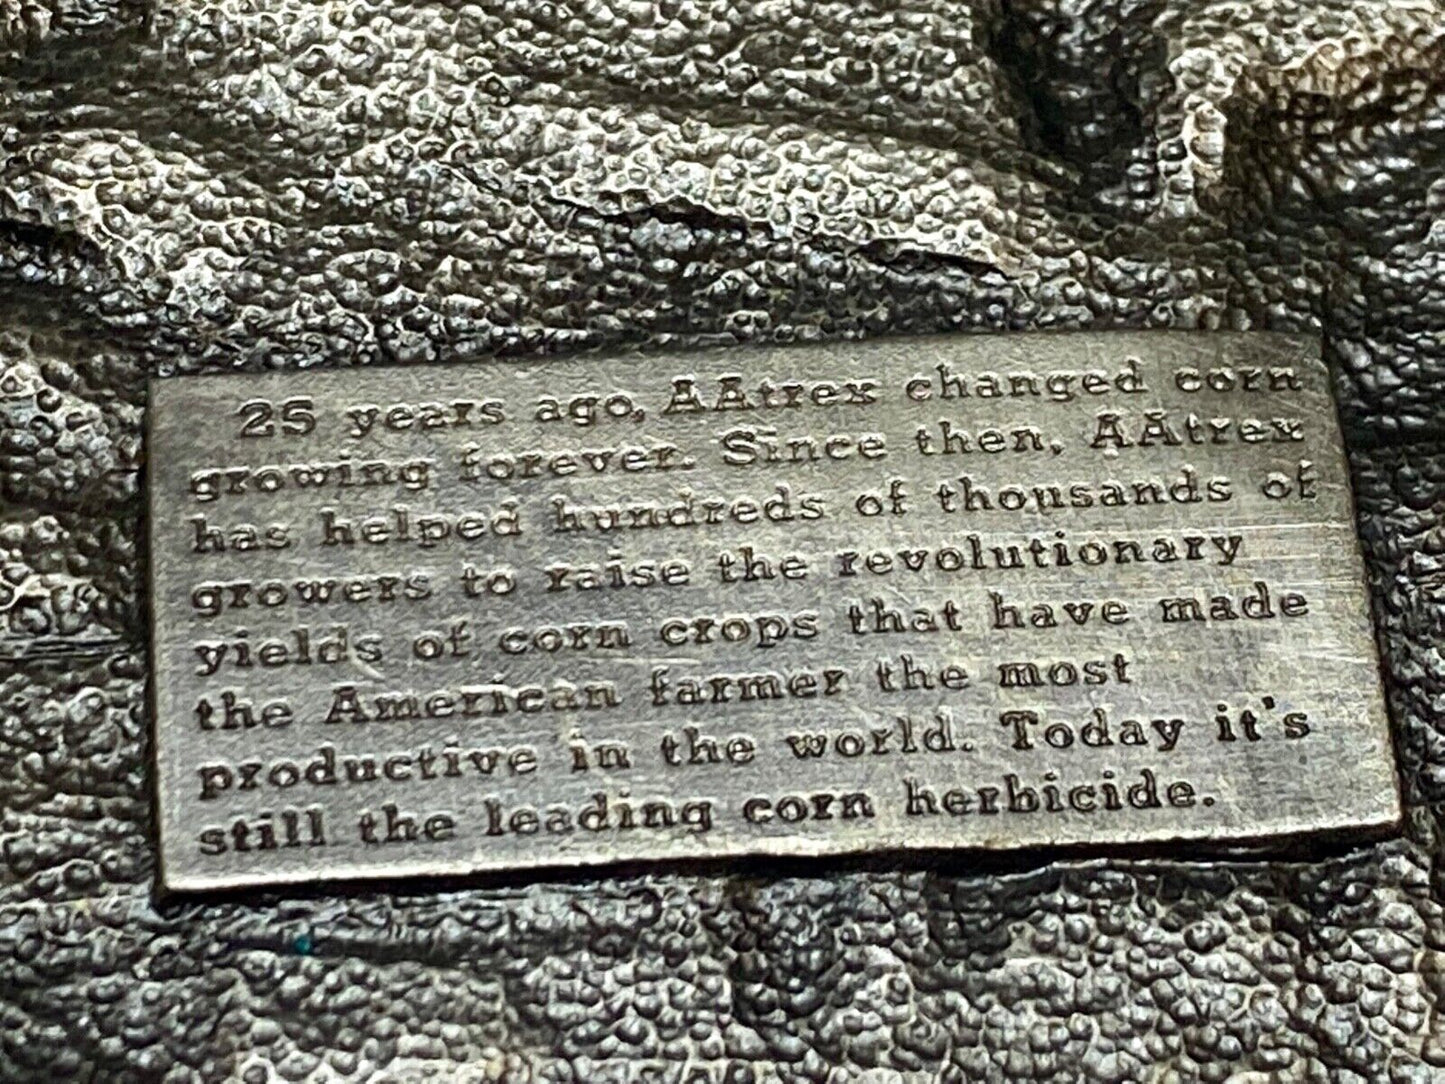 25 years ago, AAtrex changed corn
growing forever. Since then, AAtrex
has helped hundreds of thousands of
growers to raise the revolutionary
yields of corn crops that have made
the American farmer the most
productive in the world. Today it's
still the leading corn herbicide.